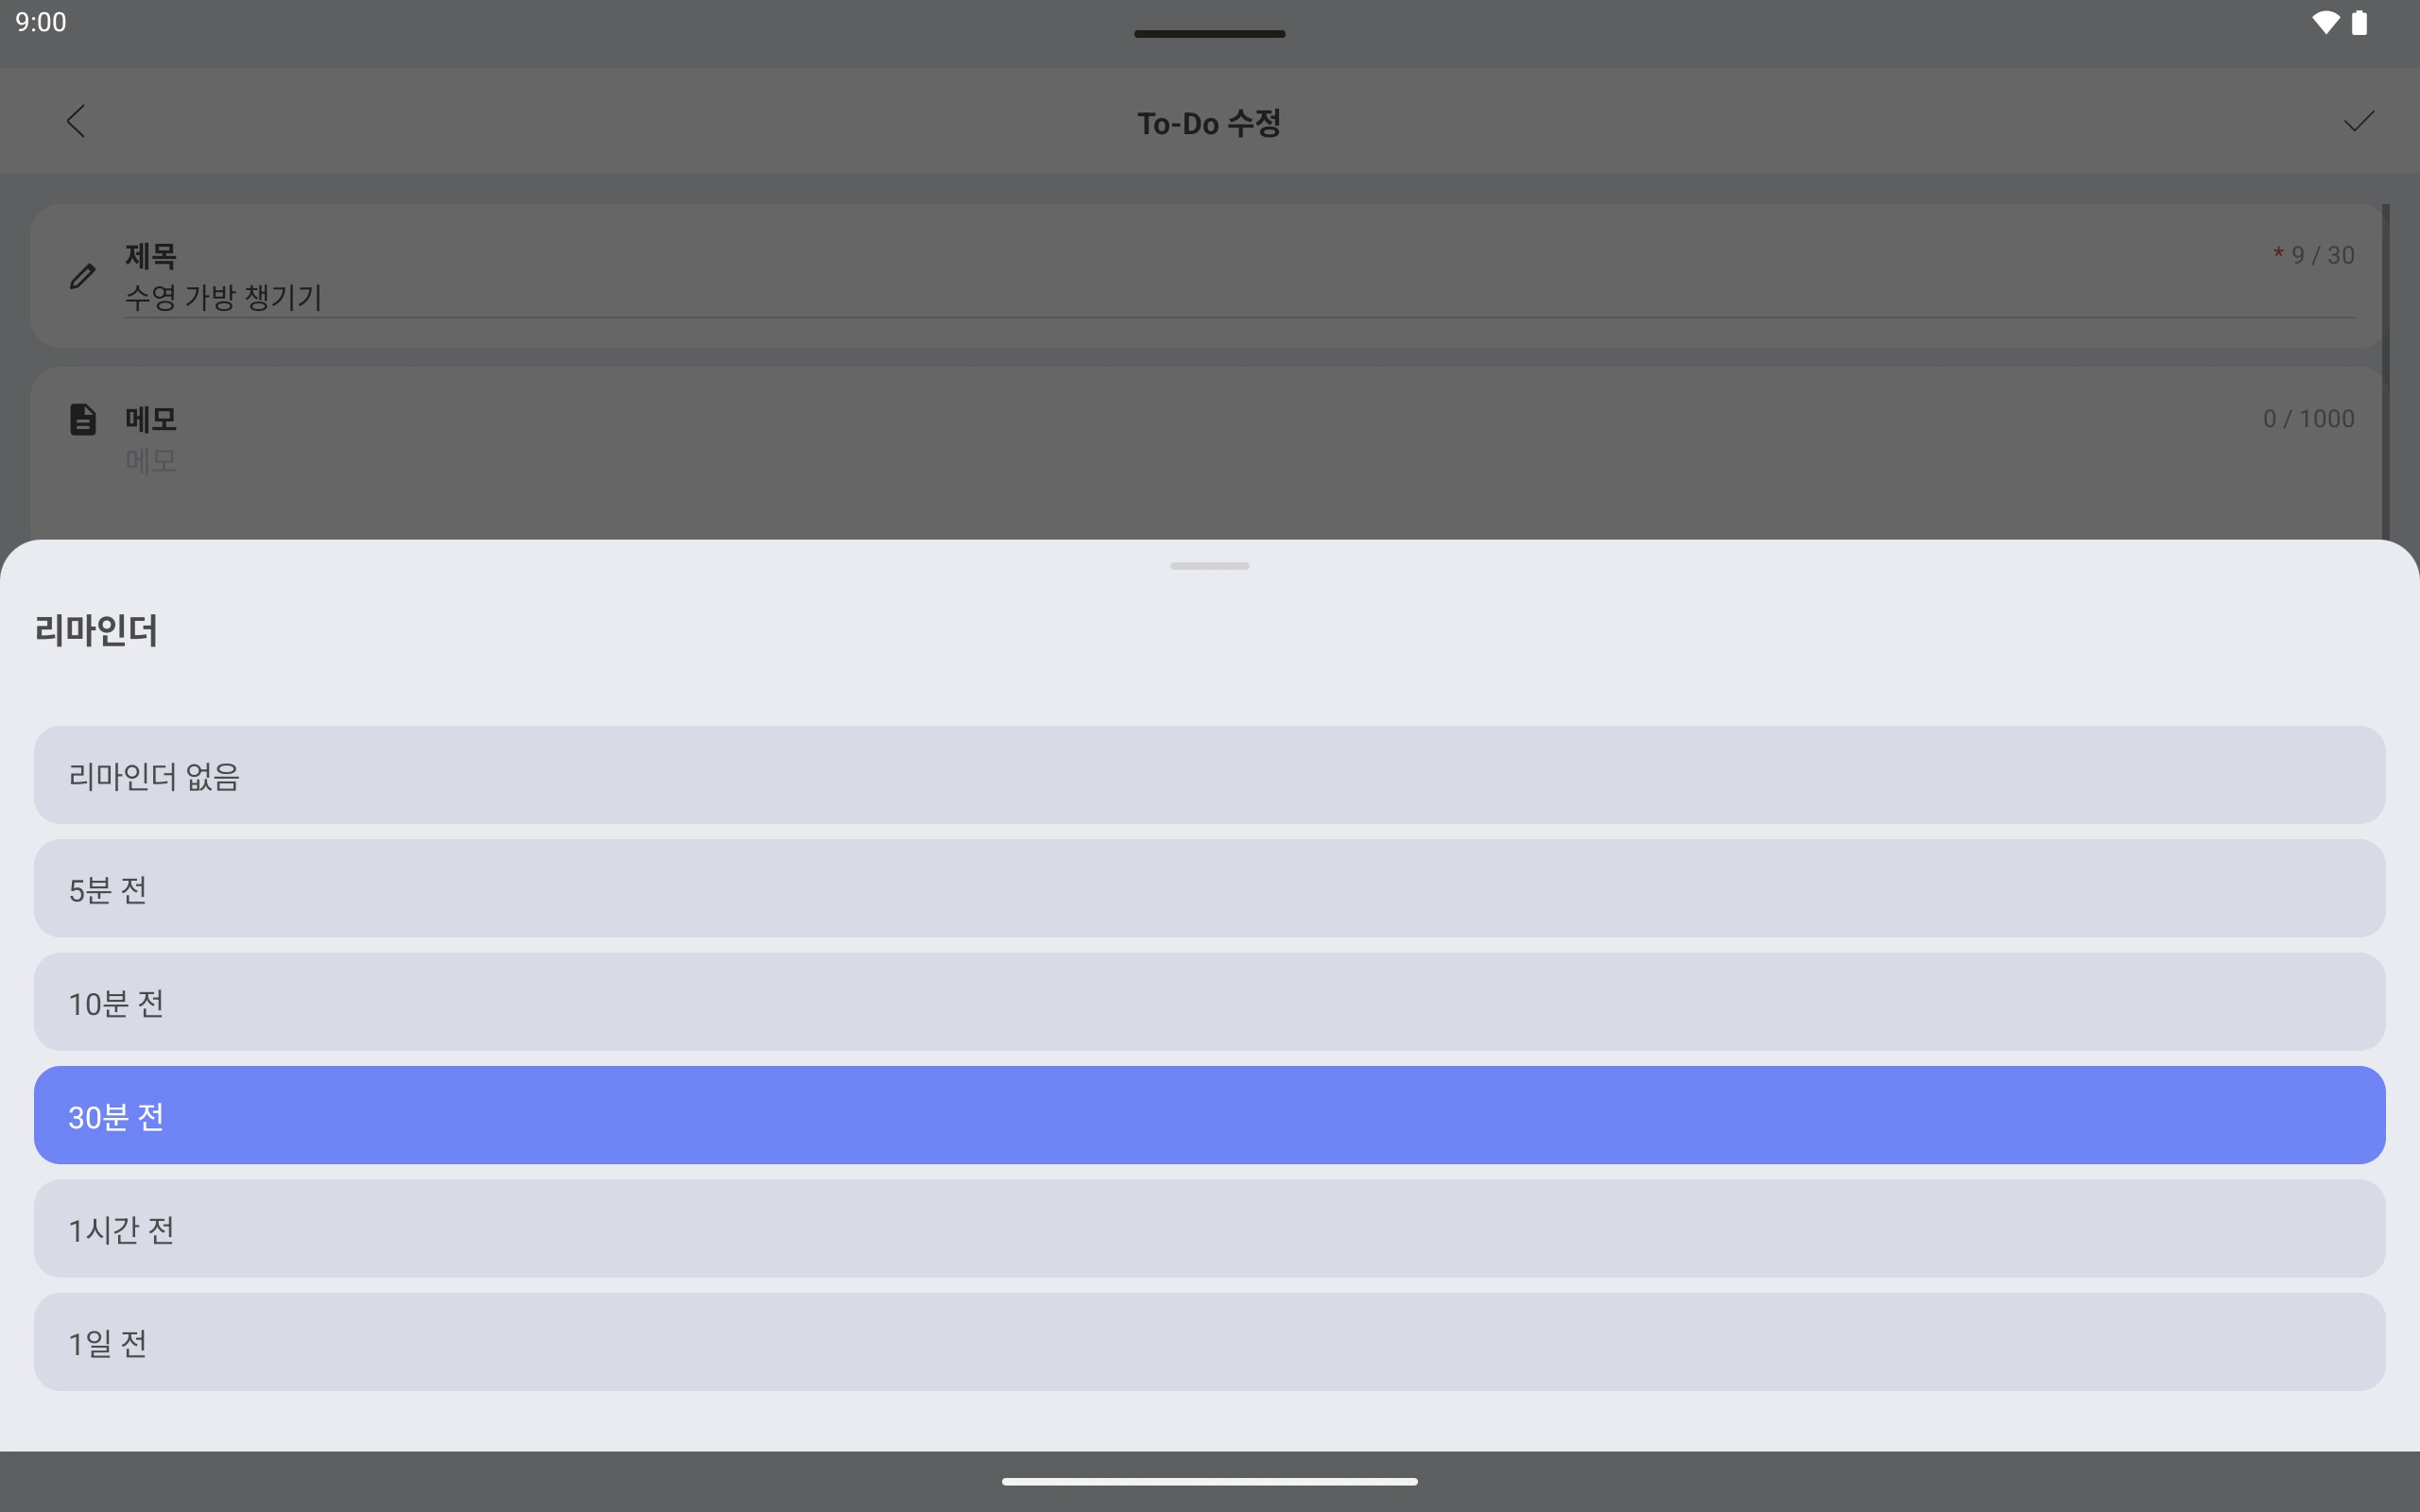 9:00
To-Do 수정
제목
* 9 / 30
수영 가방 챙기기
메모
0 / 1000
메모
리마인더
리마인더 없음
5분 전
10분 전
30분 전
1시간 전
1일 전